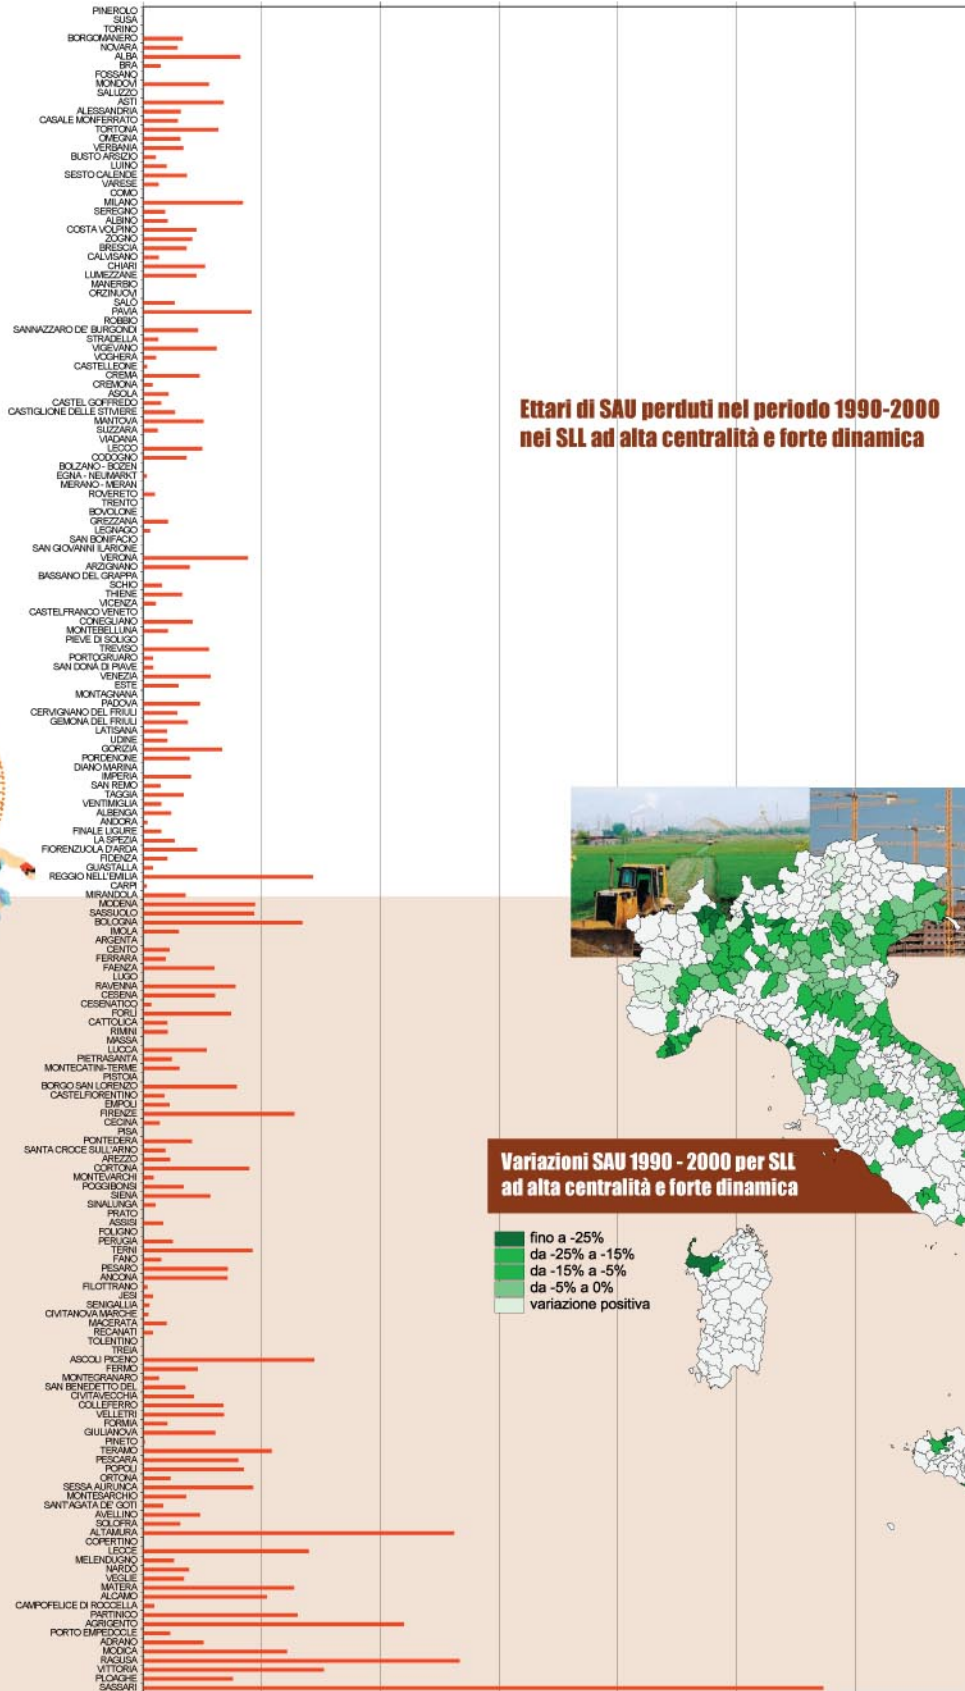 PINEROLO
SUSA
TORINO
BORGOMANERO
NOVARA
ALBA
BRA
FOSSANO
MONDOVÌ
SALUZZO
ASTI
ALESSANDRIA
CASALE MONFERRATO
TORTONA
OMEGNA
VERBANIA
BUSTO ARSIZIO
LUINO
SESTO CALENDE
VARESE
COMO
MILANO
SEREGNO
ALBINO
COSTA VOLPINO
ZOGNO
BRESCIA
CALVISANO
CHIARI
LUMEZZANE
MANERBIO
ORZINUOVI
SALÒ
PAVIA
ROBBIO
SANNAZZARO DE' BURGONDI
STRADELLA
VIGEVANO
VOGHERA
CASTELLEONE
CREMA
CREMONA
ASOLA
CASTEL GOFFREDO
CASTIGLIONE DELLE STIVIERE
MANTOVA
SUZZARA
VIADANA
LECCO
CODOGNO
BOLZANO - BOZEN
EGNA - NEUMARKT
MERANO - MERAN
ROVERETO
TRENTO
BOVOLONE
GREZZANA
LEGNAGO
SAN BONIFACIO
SAN GIOVANNI ILARIONE
VERONA
ARZIGNANO
BASSANO DEL GRAPPA
SCHIO
THIENE
VICENZA
CASTELFRANCO VENETO
CONEGLIANO
MONTEBELLUNA
PIEVE DI SOLIGO
TREVISO
PORTOGRUARO
SAN DONÀ DI PIAVE
VENEZIA
ESTE
MONTAGNANA
PADOVA
CERVIGNANO DEL FRIULI
GEMONA DEL FRIULI
LATISANA
UDINE
GORIZIA
PORDENONE
DIANO MARINA
IMPERIA
SAN REMO
TAGGIA
VENTIMIGLIA
ALBENGA
ANDORA
FINALE LIGURE
LA SPEZIA
FIORENZUOLA D'ARDA
FIDENZA
GUASTALLA
REGGIO NELL'EMILIA
CARPI
MIRANDOLA
MODENA
SASSUOLO
BOLOGNA
IMOLA
ARGENTA
CENTO
FERRARA
FAENZA
LUGO
RAVENNA
CESENA
CESENATICO
FORLÌ
CATTOLICA
RIMINI
MASSA
LUCCA
PIETRASANTA
MONTECATINI-TERME
PISTOIA
BORGO SAN LORENZO
CASTELFIORENTINO
EMPOLI
FIRENZE
CECINA
PISA
PONTEDERA
SANTA CROCE SULL'ARNO
AREZZO
CORTONA
MONTEVARCHI
POGGIBONSI
SIENA
SINALUNGA
PRATO
ASSISI
FOLIGNO
PERUGIA
TERNI
FANO
PESARO
ANCONA
FILOTTRANO
JESI
SENIGALLIA
CIVITANOVA MARCHE
MACERATA
RECANATI
TOLENTINO
TREIA
ASCOLI PICENO
FERMO
MONTEGRANARO
SAN BENEDETTO DEL
CIVITAVECCHIA
COLLEFERRO
VELLETRI
FORMIA
GIULIANOVA
PINETO
TERAMO
PESCARA
POPOLI
ORTONA
SESSA AURUNCA
MONTESARCHIO
SANT'AGATA DE' GOTI
AVELLINO
SOLOFRA
ALTAMURA
COPERTINO
LECCE
MELENDUGNO
NARDÒ
VEGLIE
MATERA
ALCAMO
CAMPOFELICE DI ROCCELLA
PARTINICO
AGRIGENTO
PORTO EMPEDOCLE
ADRANO
MODICA
RAGUSA
VITTORIA
PLOAGHE
SASSARI
Ettari di SAU perduti nel periodo 1990-2000
nei SLL ad alta centralità e forte dinamica
Variazioni SAU 1990 - 2000 per SLL
ad alta centralità e forte dinamica
fino a -25%
da -25% a -15%
da -15% a -5%
da -5% a 0%
variazione positiva